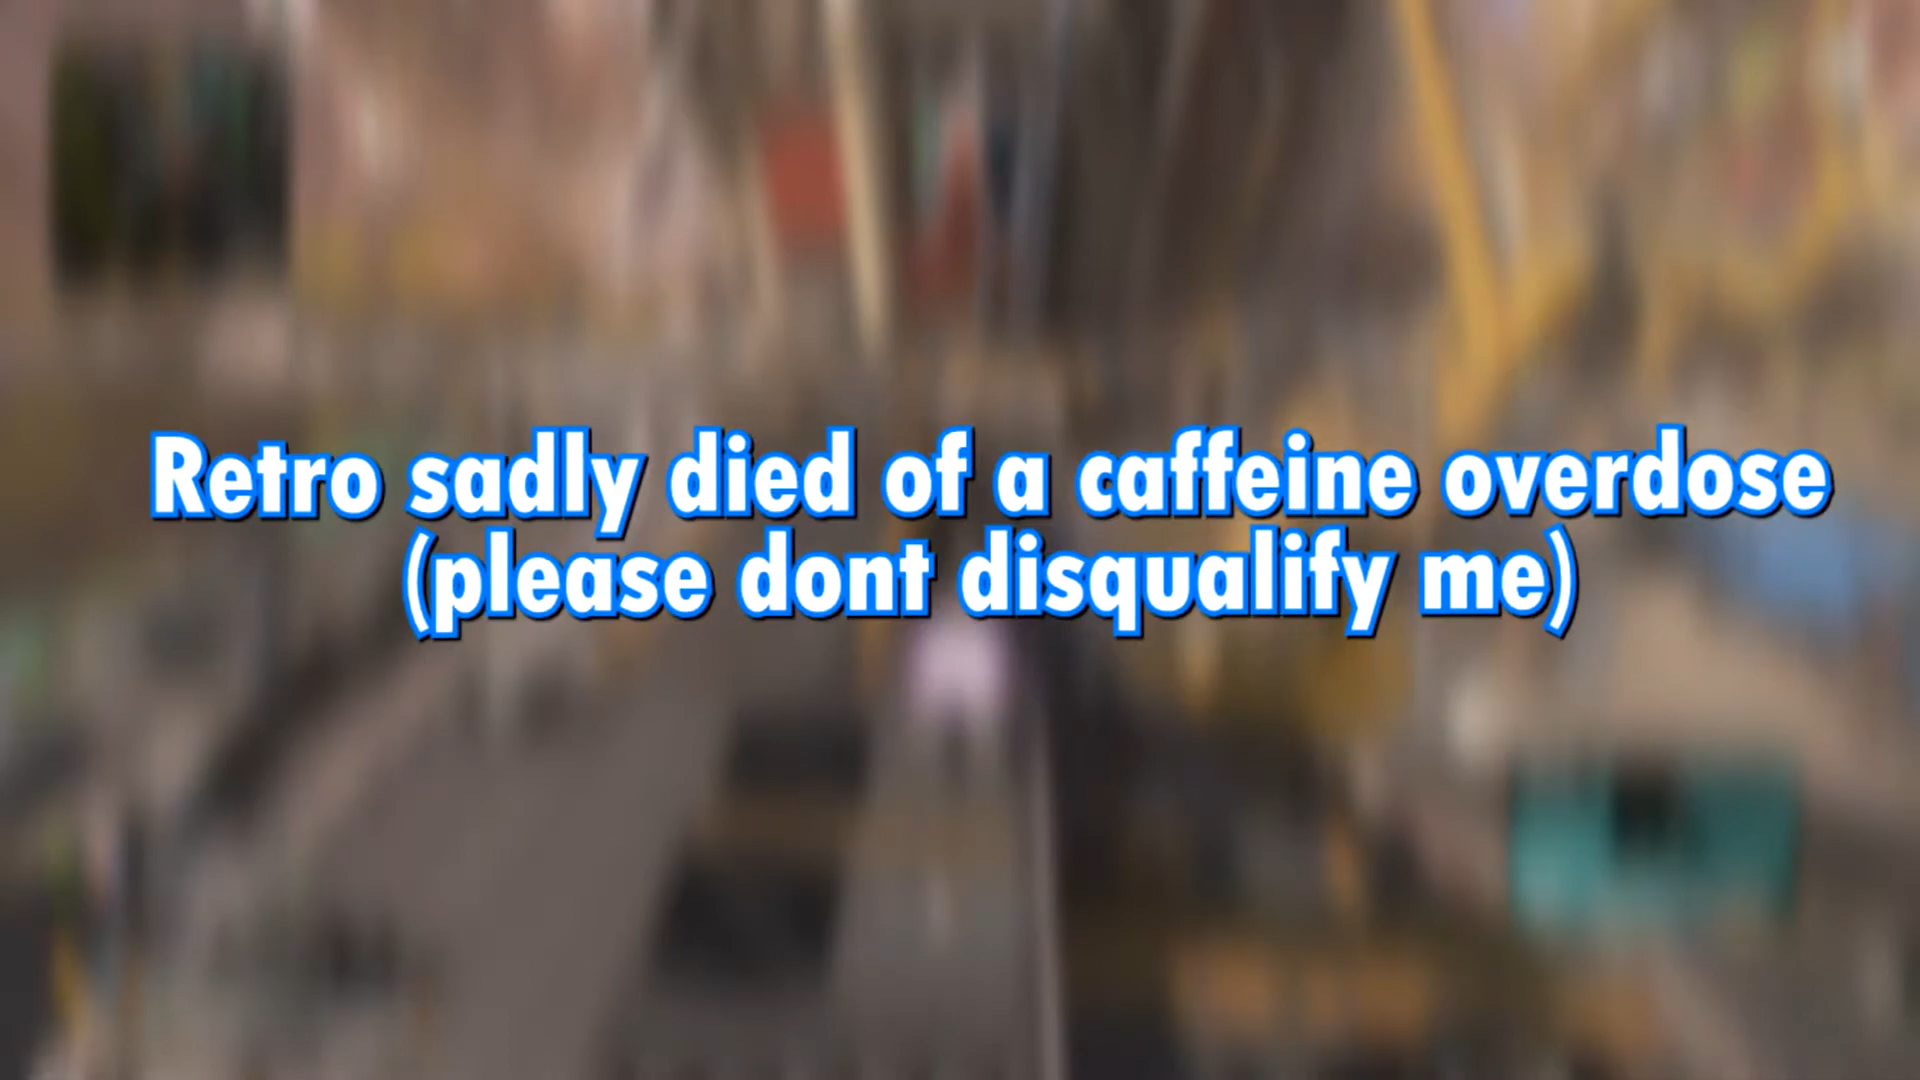 Retro sadly died of a caffeine overdose
(please dont disqualify me)